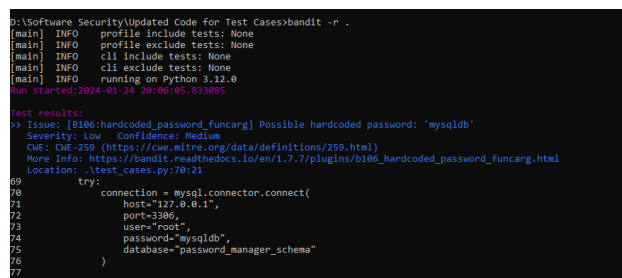 D:\Software Security\Updated Code for Test Cases>bandit -r .
[main]  INFO    profile include tests: None
[main]  INFO    profile exclude tests: None
[main]  INFO    cli include tests: None
[main]  INFO    cli exclude tests: None
[main]  INFO    running on Python 3.12.0
Run started:2024-01-24 20:06:05.833085
Test results:
>> Issue: [B106:hardcoded_password_funcarg] Possible hardcoded password: 'mysqldb'
   Severity: Low   Confidence: Medium
   CWE: CWE-259 (https://cwe.mitre.org/data/definitions/259.html)
   More Info: https://bandit.readthedocs.io/en/1.7.7/plugins/b106_hardcoded_password_funcarg.html
   Location: .\test_cases.py:70:21
69          try:
70              connection = mysql.connector.connect(
71                  host="127.0.0.1",
72                  port=3306,
73                  user="root",
74                  password="mysqldb",
75                  database="password_manager_schema"
76              )
77